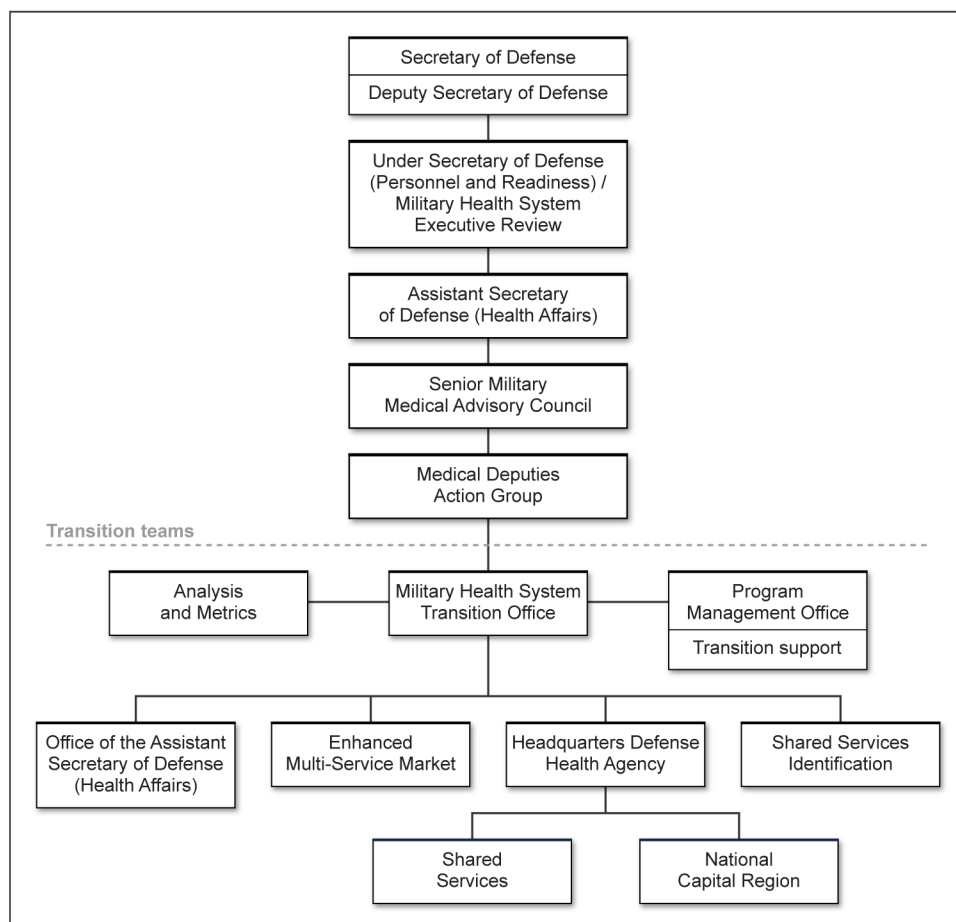 Secretary of Defense
Deputy Secretary of Defense
Under Secretary of Defense
(Personnel and Readiness) /
Military Health System
Executive Review
Assistant Secretary
of Defense (Health Affairs)
Senior Military
Medical Advisory Council
Medical Deputies
Action Group
Transition teams
Analysis
and Metrics
Military Health System
Transition Office
Program
Management Office
Transition support
Office of the Assistant
Secretary of Defense
(Health Affairs)
Enhanced
Multi-Service Market
Headquarters Defense
Health Agency
Shared Services
Identification
Shared
Services
National
Capital Region